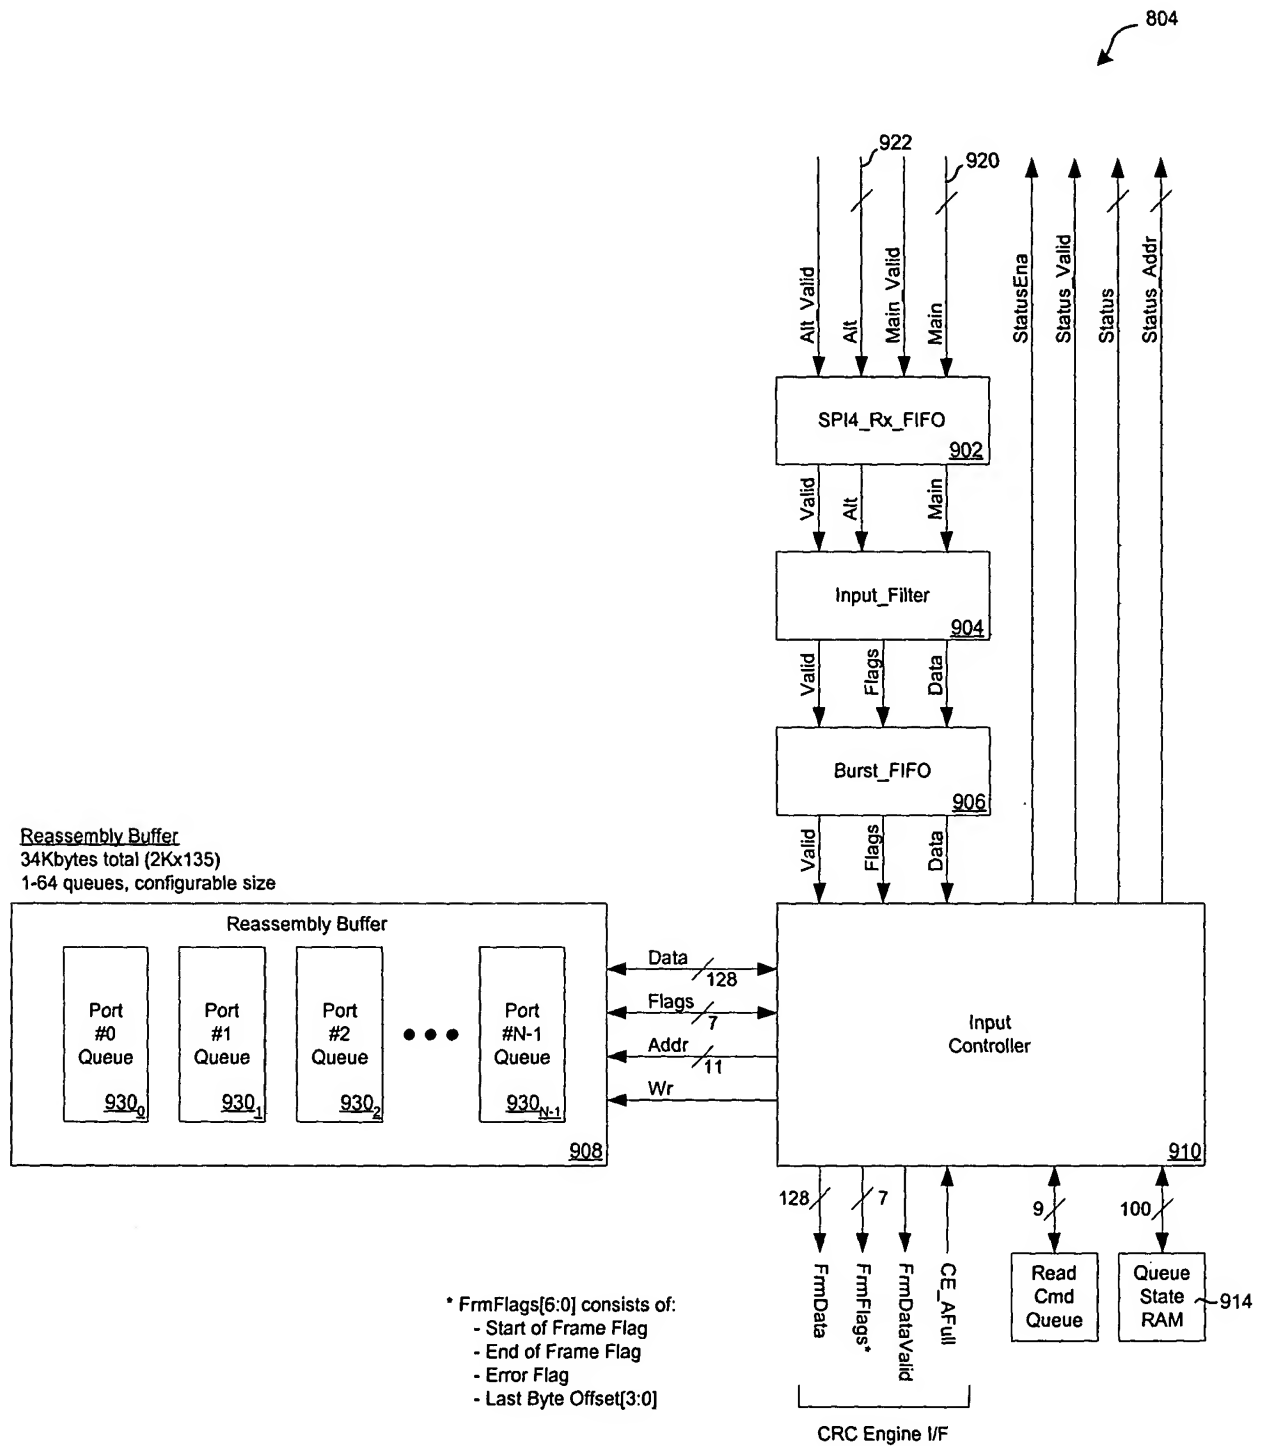 804
922
920
Alt_Valid
Alt
Main_Valid
Main
StatusEna
Status_Valid
Status
Status_Addr
SPI4_Rx_FIFO
902
Valid
Alt
Main
Input_Filter
904
Valid
Flags
Data
Burst_FIFO
906
Valid
Flags
Data
Reassembly Buffer
34Kbytes total (2Kx135)
1-64 queues, configurable size
Reassembly Buffer
Port
#0
Queue
930₀
Port
#1
Queue
930₁
Port
#2
Queue
930₂
Port
#N-1
Queue
930N-1
908
Data
128
Flags
7
Addr
11
Wr
Input
Controller
910
128
7
9
100
FrmData
FrmFlags*
FrmDataValid
CE_AFull
Read
Cmd
Queue
Queue
State
RAM
914
* FrmFlags[6:0] consists of:
- Start of Frame Flag
- End of Frame Flag
- Error Flag
- Last Byte Offset[3:0]
CRC Engine I/F